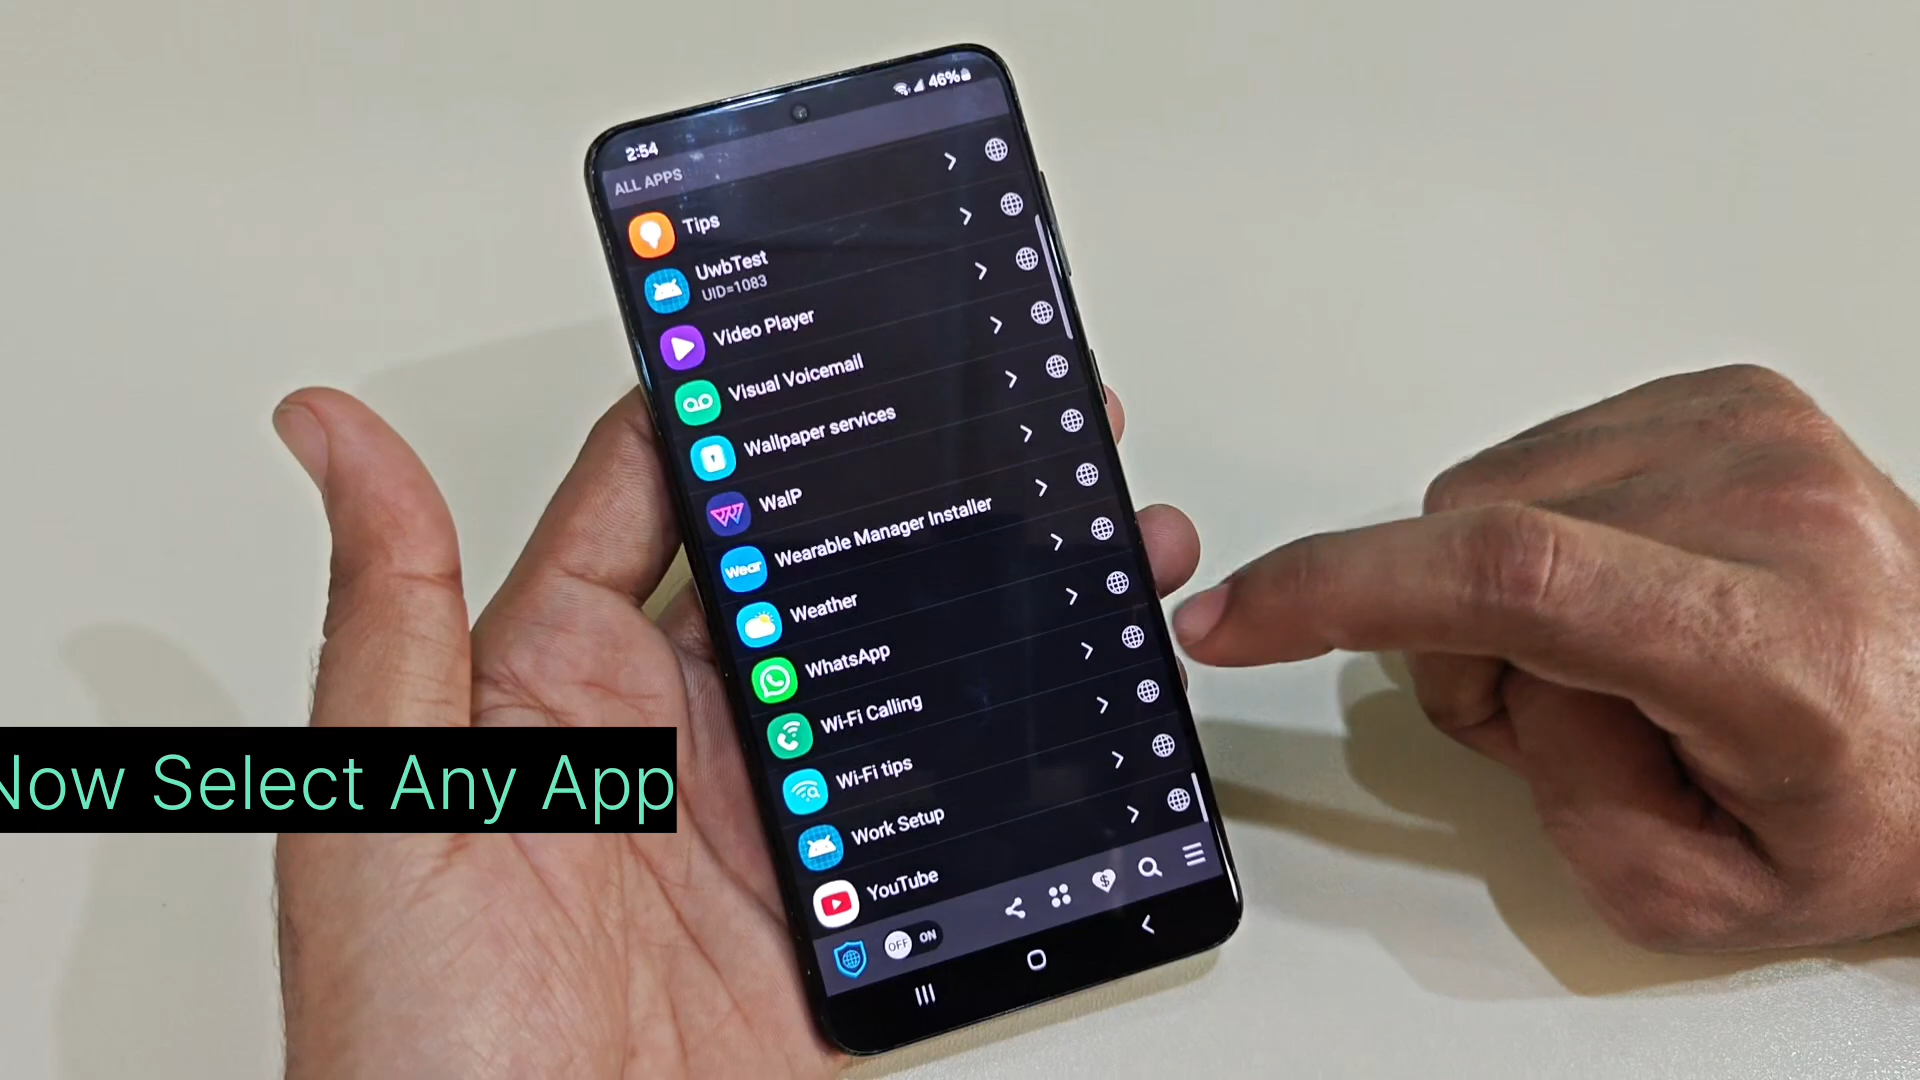 2:54
46%
ALL APPS
Tips
UwbTest
UID=1083
Video Player
Visual Voicemail
Wallpaper services
WalP
Wear
Wearable Manager Installer
Weather
WhatsApp
Wi-Fi Calling
Wi-Fi tips
Work Setup
YouTube
OFF ON
Now Select Any App